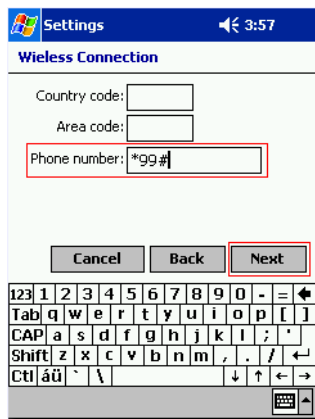 Settings 3:57
Wieless Connection
Country code:
Area code:
Phone number: *99#
Cancel Back Next
123 1 2 3 4 5 6 7 8 9 0 - =
Tab q w e r t y u i o p [ ]
CAP a s d f g h j k l ; '
Shift z x c v b n m , . /
Ctl áü ` \